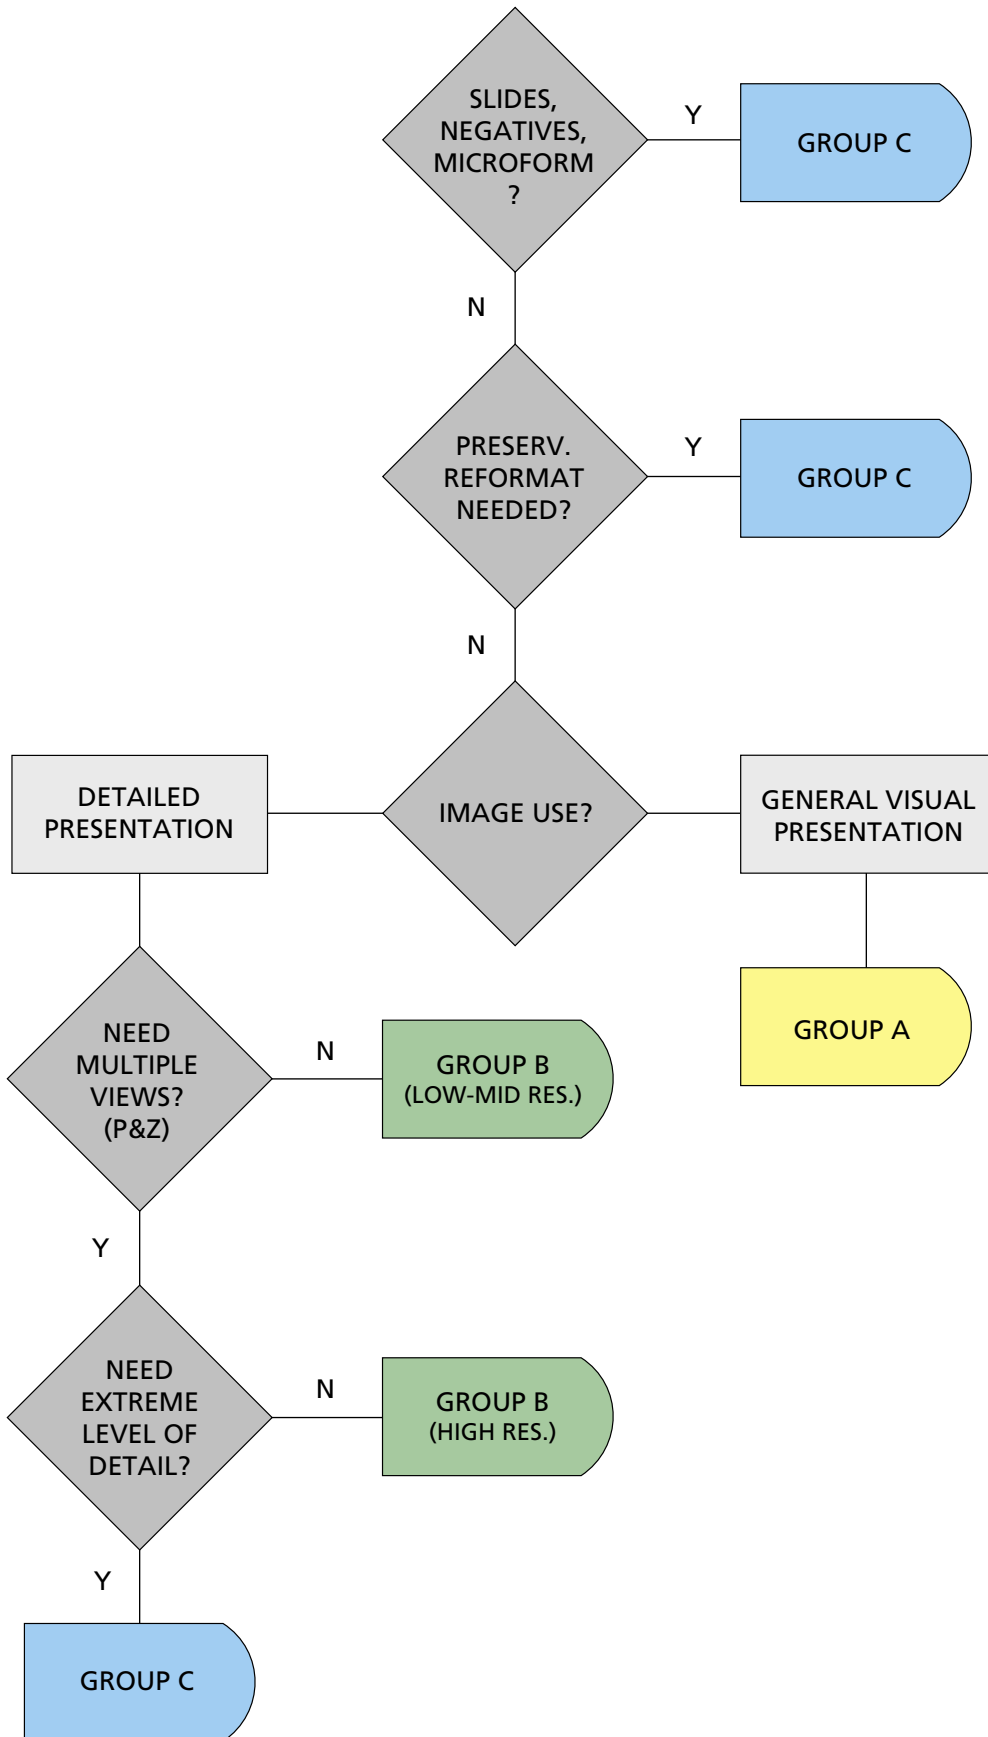 SLIDES,
NEGATIVES,
MICROFORM
?
Y
GROUP C
N
PRESERV.
REFORMAT
NEEDED?
Y
GROUP C
N
IMAGE USE?
DETAILED
PRESENTATION
GENERAL VISUAL
PRESENTATION
GROUP A
NEED
MULTIPLE
VIEWS?
(P&Z)
N
GROUP B
(LOW-MID RES.)
Y
NEED
EXTREME
LEVEL OF
DETAIL?
N
GROUP B
(HIGH RES.)
Y
GROUP C